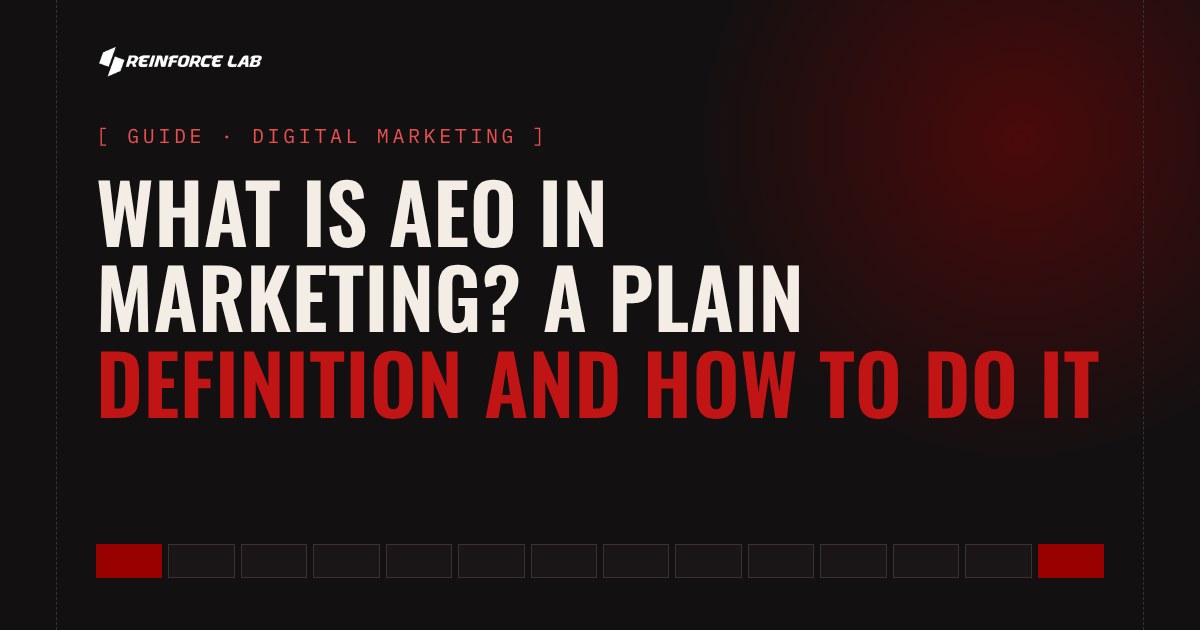 REINFORCE LAB
[ GUIDE · DIGITAL MARKETING ]
WHAT IS AEO IN
MARKETING? A PLAIN
DEFINITION AND HOW TO DO IT